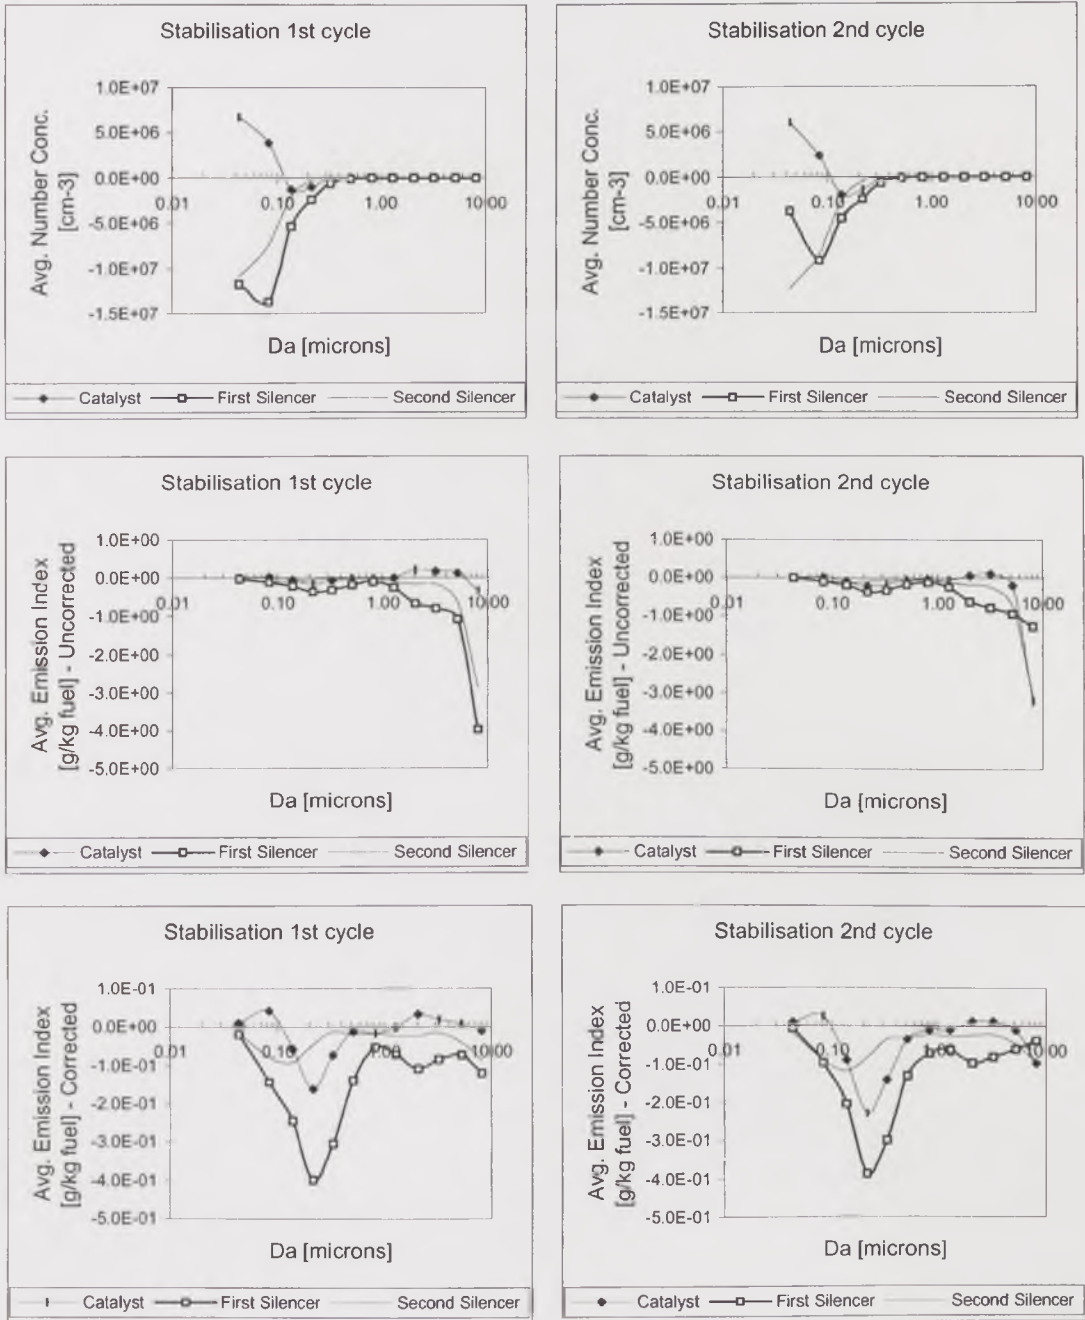 Stabilisation 1st cycle
Avg. Number Conc.
[cm-3]
1.0E+07
5.0E+06
0.0E+00
-5.0E+06
-1.0E+07
-1.5E+07
0.01
0.10
1.00
10.00
Da [microns]
Catalyst
First Silencer
Second Silencer
Stabilisation 2nd cycle
Avg. Number Conc.
[cm-3]
1.0E+07
5.0E+06
0.0E+00
-5.0E+06
-1.0E+07
-1.5E+07
0.01
0.10
1.00
10.00
Da [microns]
Catalyst
First Silencer
Second Silencer
Stabilisation 1st cycle
Avg. Emission Index
[g/kg fuel] - Uncorrected
1.0E+00
0.0E+00
-1.0E+00
-2.0E+00
-3.0E+00
-4.0E+00
-5.0E+00
0.01
0.10
1.00
10.00
Da [microns]
Catalyst
First Silencer
Second Silencer
Stabilisation 2nd cycle
Avg. Emission Index
[g/kg fuel] - Uncorrected
1.0E+00
0.0E+00
-1.0E+00
-2.0E+00
-3.0E+00
-4.0E+00
-5.0E+00
0.01
0.10
1.00
10.00
Da [microns]
Catalyst
First Silencer
Second Silencer
Stabilisation 1st cycle
Avg. Emission Index
[g/kg fuel] - Corrected
1.0E-01
0.0E+00
-1.0E-01
-2.0E-01
-3.0E-01
-4.0E-01
-5.0E-01
0.01
0.10
1.00
10.00
Da [microns]
Catalyst
First Silencer
Second Silencer
Stabilisation 2nd cycle
Avg. Emission Index
[g/kg fuel] - Corrected
1.0E-01
0.0E+00
-1.0E-01
-2.0E-01
-3.0E-01
-4.0E-01
-5.0E-01
0.01
0.10
1.00
10.00
Da [microns]
Catalyst
First Silencer
Second Silencer